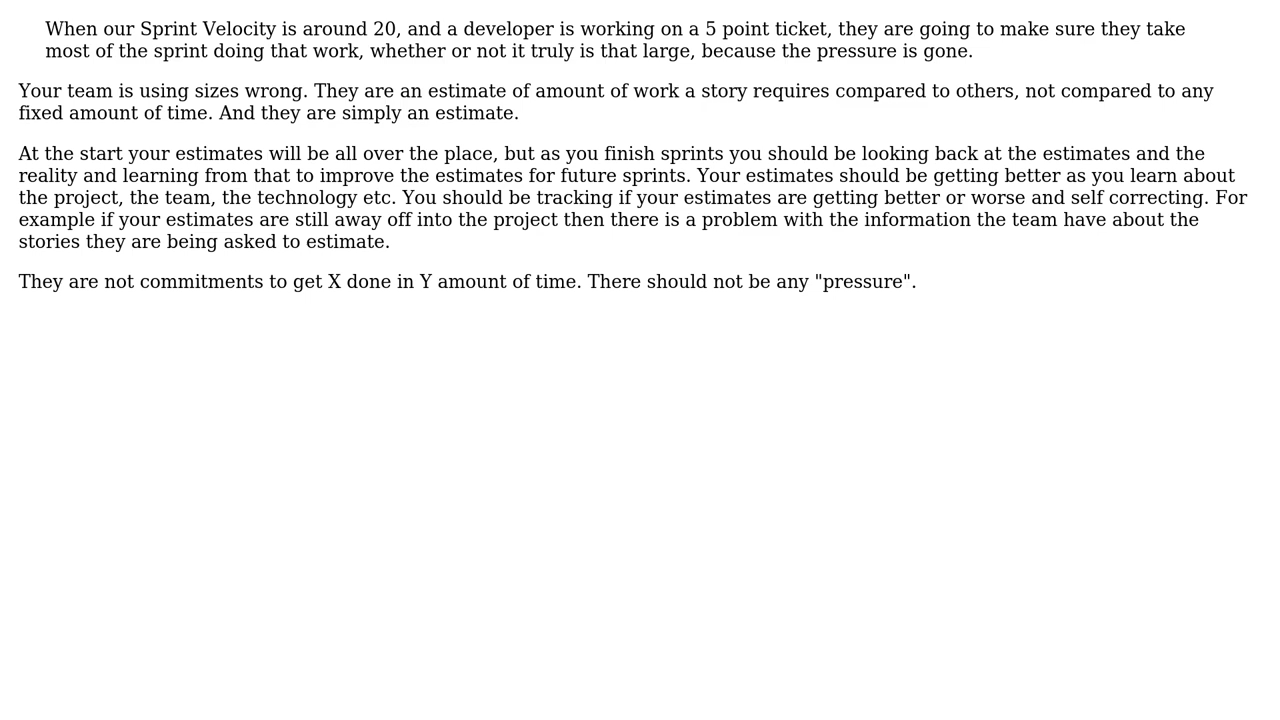 When our Sprint Velocity is around 20, and a developer is working on a 5 point ticket, they are going to make sure they take
most of the sprint doing that work, whether or not it truly is that large, because the pressure is gone.
Your team is using sizes wrong. They are an estimate of amount of work a story requires compared to others, not compared to any
fixed amount of time. And they are simply an estimate.
At the start your estimates will be all over the place, but as you finish sprints you should be looking back at the estimates and the
reality and learning from that to improve the estimates for future sprints. Your estimates should be getting better as you learn about
the project, the team, the technology etc. You should be tracking if your estimates are getting better or worse and self correcting. For
example if your estimates are still away off into the project then there is a problem with the information the team have about the
stories they are being asked to estimate.
They are not commitments to get X done in Y amount of time. There should not be any "pressure".